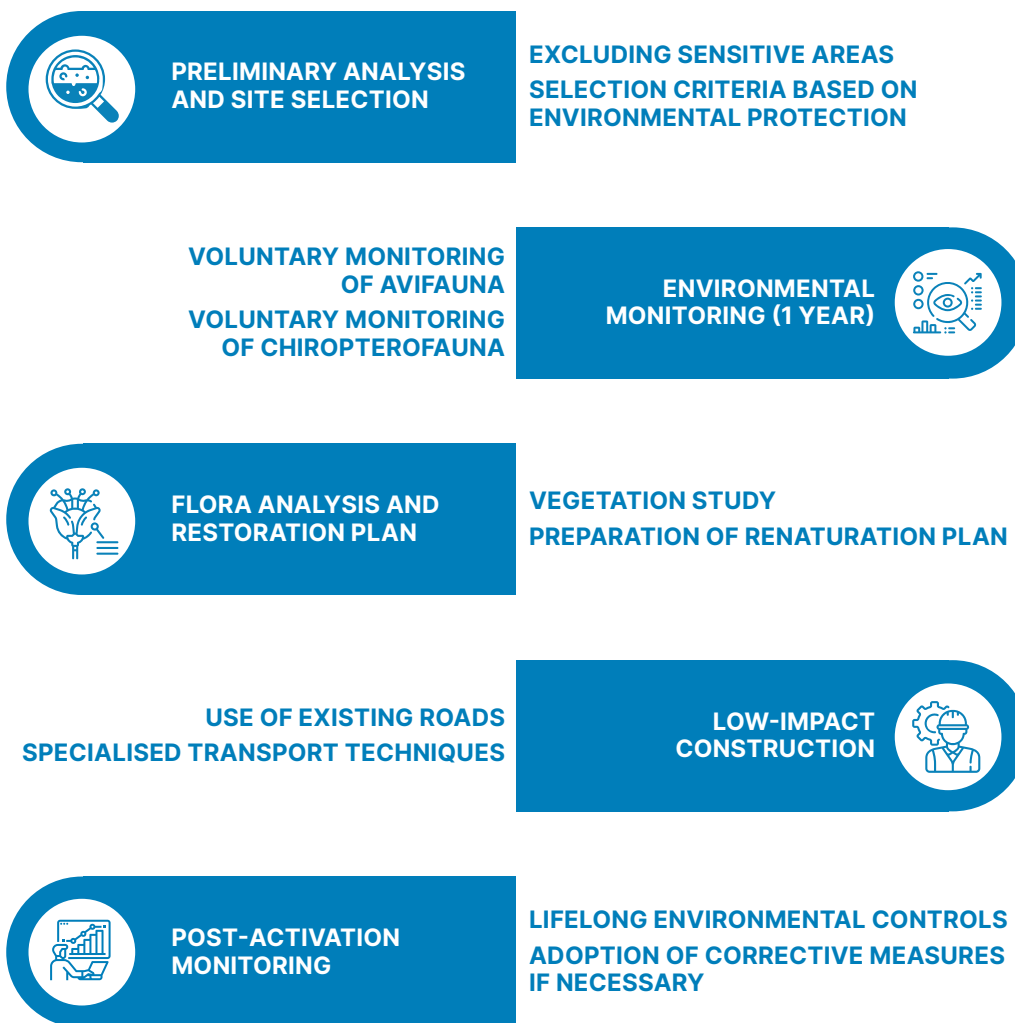 PRELIMINARY ANALYSIS
AND SITE SELECTION
EXCLUDING SENSITIVE AREAS
SELECTION CRITERIA BASED ON
ENVIRONMENTAL PROTECTION
VOLUNTARY MONITORING
OF AVIFAUNA
VOLUNTARY MONITORING
OF CHIROPTEROFAUNA
ENVIRONMENTAL
MONITORING (1 YEAR)
FLORA ANALYSIS AND
RESTORATION PLAN
VEGETATION STUDY
PREPARATION OF RENATURATION PLAN
USE OF EXISTING ROADS
SPECIALISED TRANSPORT TECHNIQUES
LOW-IMPACT
CONSTRUCTION
POST-ACTIVATION
MONITORING
LIFELONG ENVIRONMENTAL CONTROLS
ADOPTION OF CORRECTIVE MEASURES
IF NECESSARY